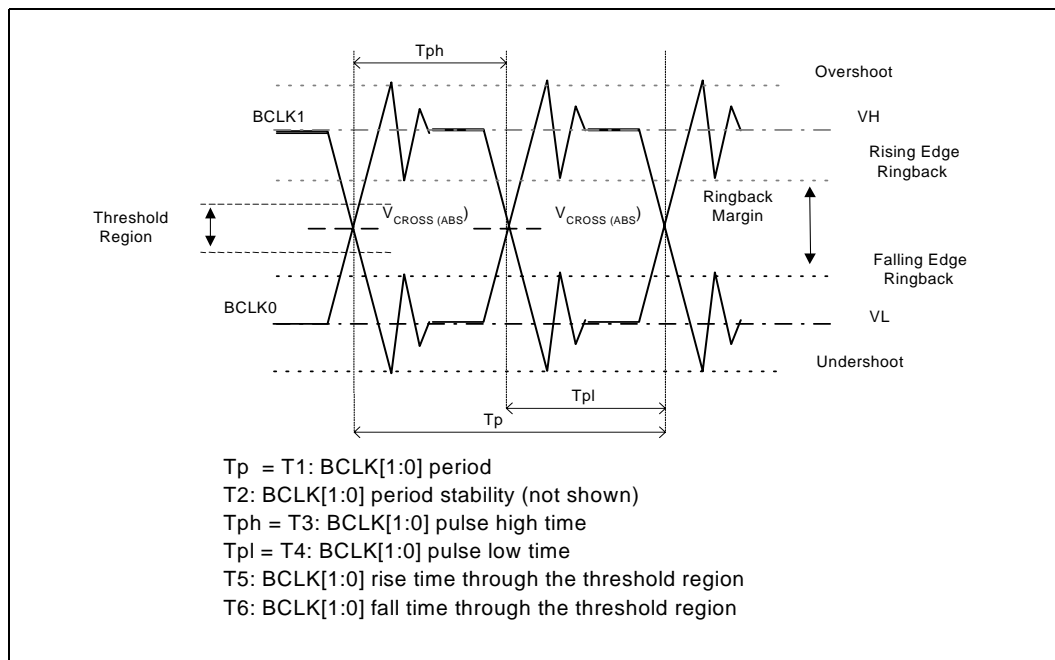 Tph
Overshoot
BCLK1
VH
Rising Edge
Ringback
Ringback
Margin
Threshold
Region
VCROSS (ABS)
VCROSS (ABS)
Falling Edge
Ringback
BCLK0
VL
Undershoot
Tpl
Tp
Tp = T1: BCLK[1:0] period
T2: BCLK[1:0] period stability (not shown)
Tph = T3: BCLK[1:0] pulse high time
Tpl = T4: BCLK[1:0] pulse low time
T5: BCLK[1:0] rise time through the threshold region
T6: BCLK[1:0] fall time through the threshold region